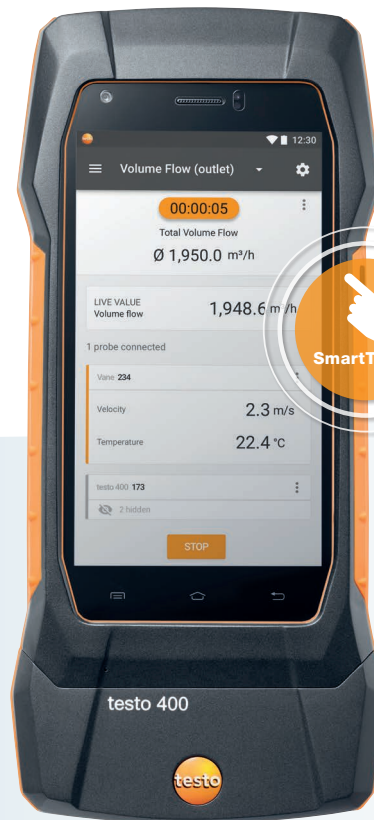 12:30
Volume Flow (outlet)
00:00:05
Total Volume Flow
Ø 1,950.0 m³/h
LIVE VALUE
Volume flow
1,948.6 m³/h
1 probe connected
Vane 234
Velocity 2.3 m/s
Temperature 22.4 °C
testo 400 173
2 hidden
STOP
SmartT
testo 400
testo